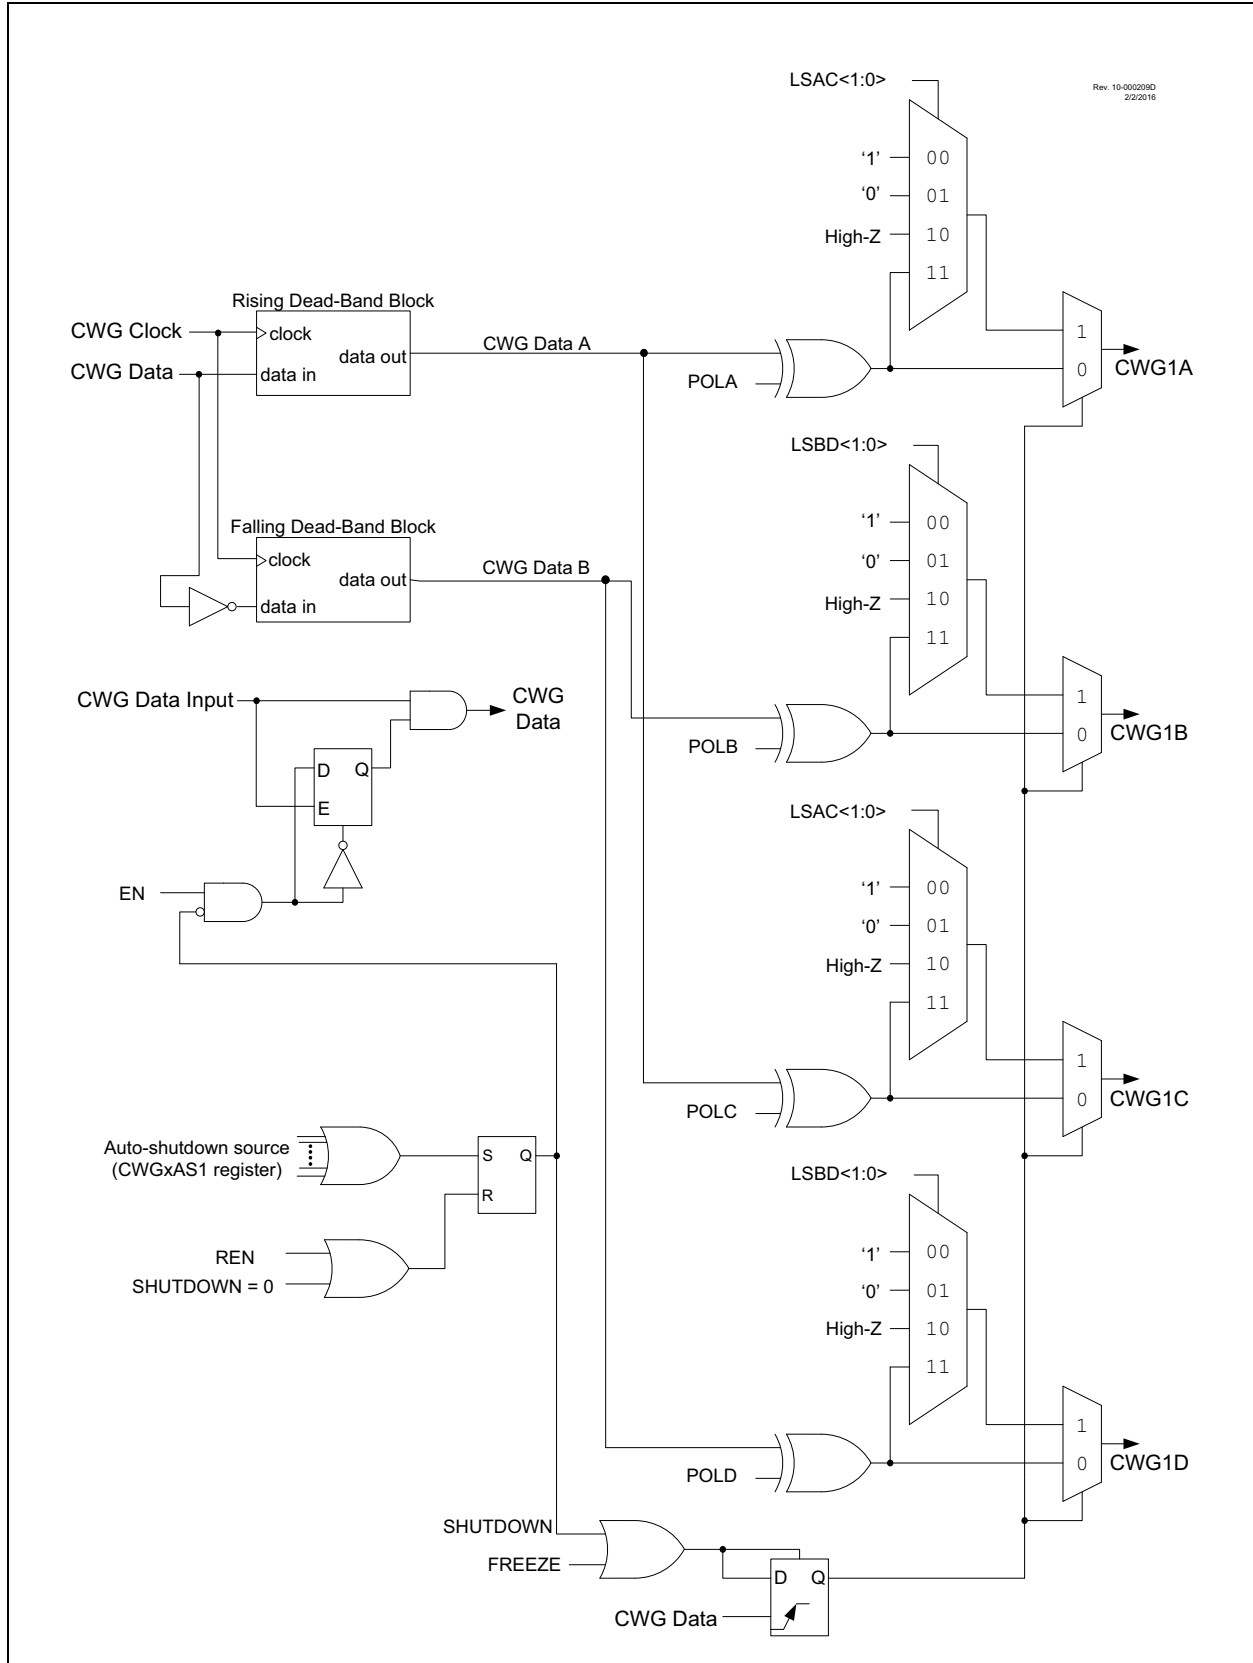 LSAC<1:0>
Rev. 10-000209D
2/2/2016
'1'
00
'0'
01
High-Z
10
11
Rising Dead-Band Block
CWG Clock
clock
CWG Data
data in
data out
CWG Data A
POLA
1
0
CWG1A
LSBD<1:0>
'1'
00
'0'
01
High-Z
10
11
Falling Dead-Band Block
clock
data out
data in
CWG Data B
POLB
1
0
CWG1B
CWG Data Input
CWG
Data
D
Q
E
EN
LSAC<1:0>
'1'
00
'0'
01
High-Z
10
11
POLC
1
0
CWG1C
Auto-shutdown source
(CWGxAS1 register)
S
Q
R
REN
SHUTDOWN = 0
LSBD<1:0>
'1'
00
'0'
01
High-Z
10
11
POLD
1
0
CWG1D
SHUTDOWN
FREEZE
D
Q
CWG Data